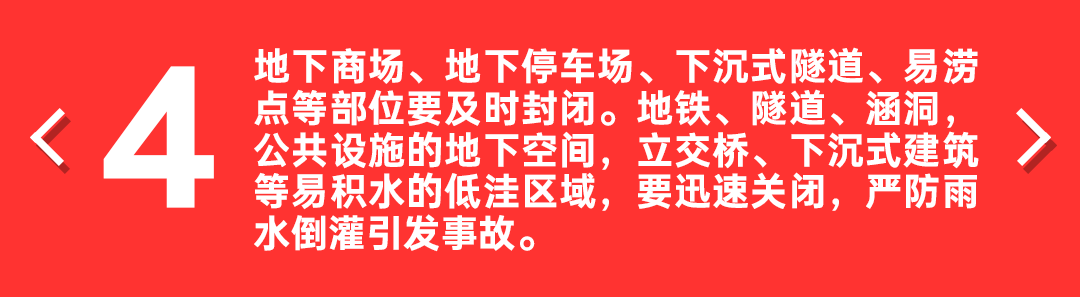 4
地下商场、地下停车场、下沉式隧道、易涝
点等部位要及时封闭。地铁、隧道、涵洞，
公共设施的地下空间，立交桥、下沉式建筑
等易积水的低洼区域，要迅速关闭，严防雨
水倒灌引发事故。